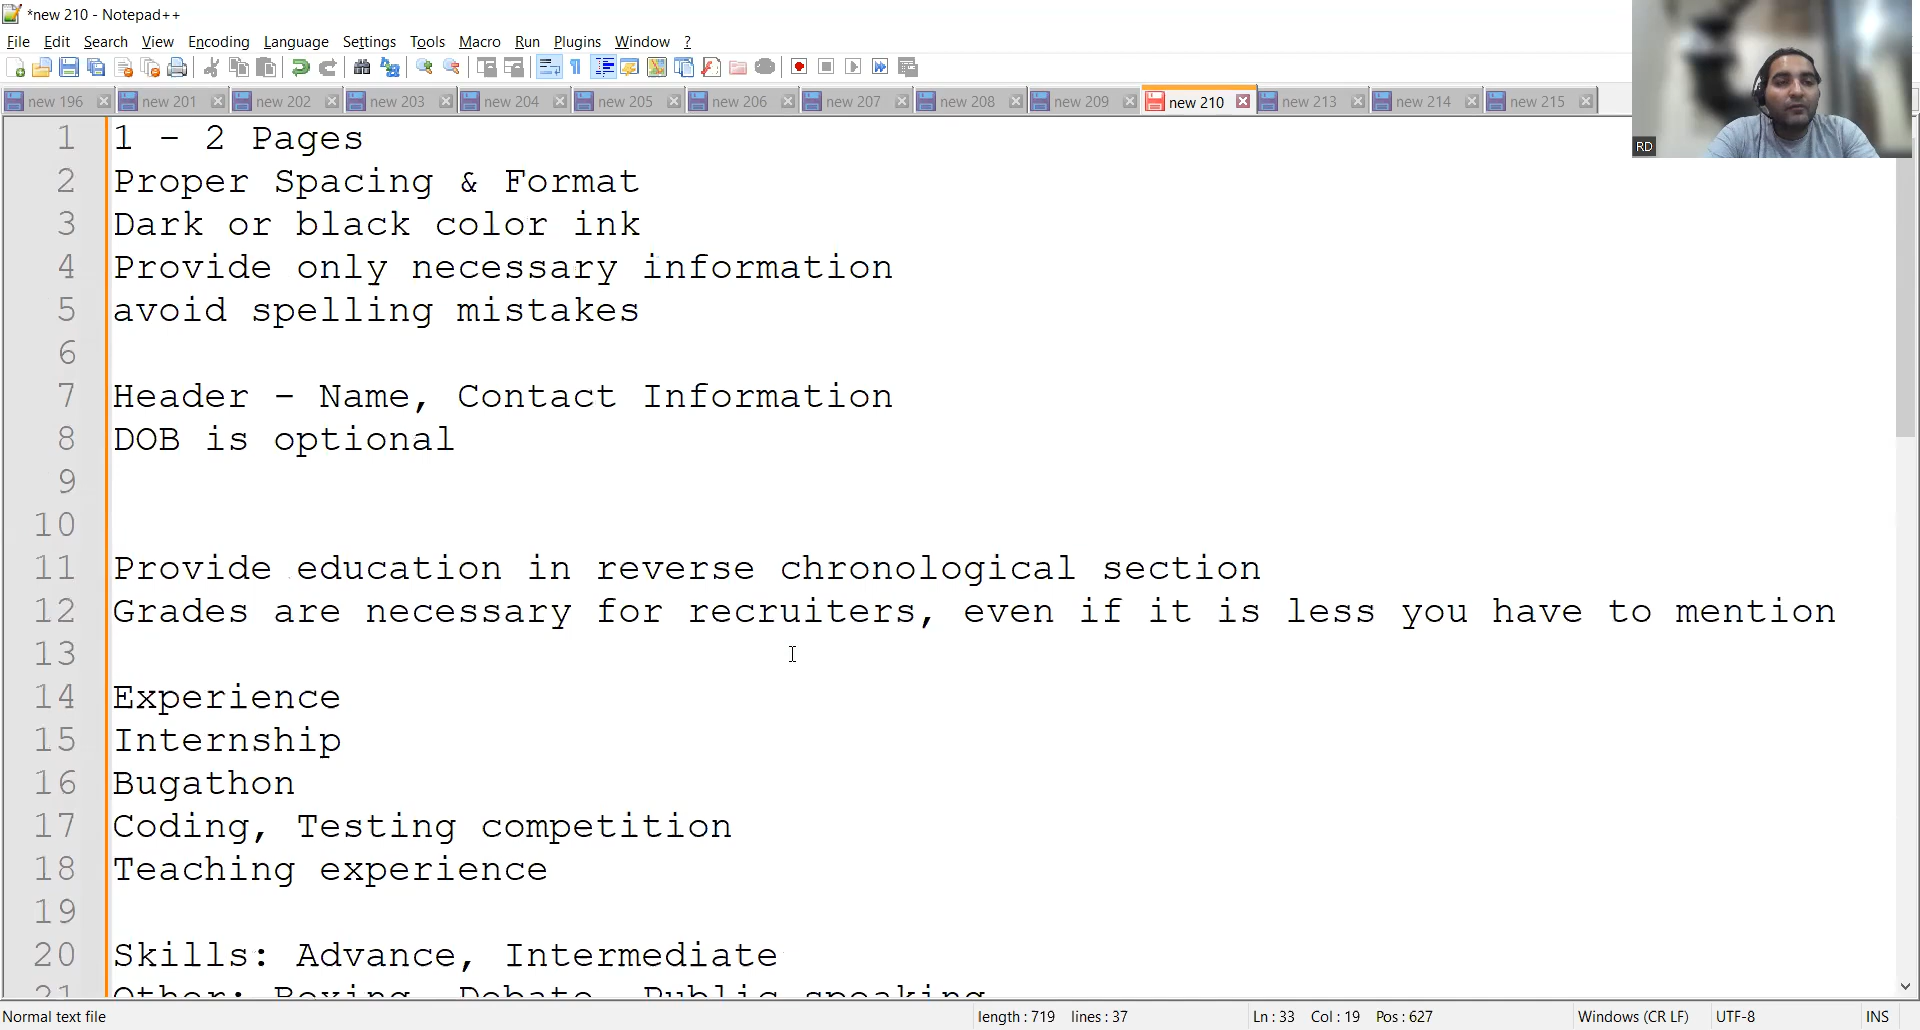 *new 210 - Notepad++
File Edit Search View Encoding Language Settings Tools Macro Run Plugins Window ?
new 196 new 201 new 202 new 203 new 204 new 205 new 206 new 207 new 208 new 209 new 210 new 213 new 214 new 215
RD
1 1 - 2 Pages
2 Proper Spacing & Format
3 Dark or black color ink
4 Provide only necessary information
5 avoid spelling mistakes
6
7 Header - Name, Contact Information
8 DOB is optional
9
10
11 Provide education in reverse chronological section
12 Grades are necessary for recruiters, even if it is less you have to mention
13
14 Experience
15 Internship
16 Bugathon
17 Coding, Testing competition
18 Teaching experience
19
20 Skills: Advance, Intermediate
21 Other: Boxing, Debate, Public speaking
Normal text file length : 719 lines : 37 Ln : 33 Col : 19 Pos : 627 Windows (CR LF) UTF-8 INS